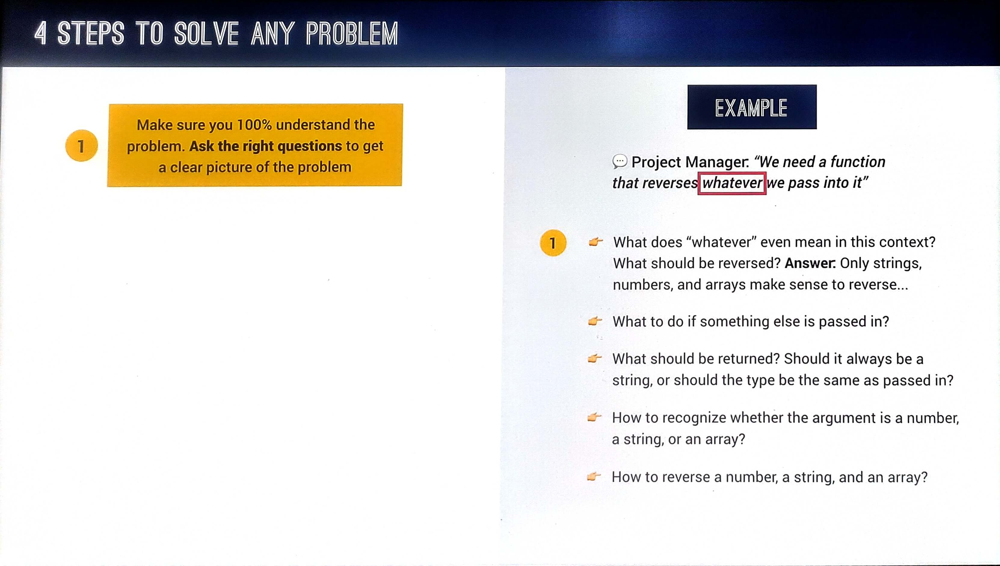 4 STEPS TO SOLVE ANY PROBLEM
1
Make sure you 100% understand the
problem. Ask the right questions to get
a clear picture of the problem
EXAMPLE
Project Manager: “We need a function
that reverses whatever we pass into it”
1
What does “whatever” even mean in this context?
What should be reversed? Answer: Only strings,
numbers, and arrays make sense to reverse...
What to do if something else is passed in?
What should be returned? Should it always be a
string, or should the type be the same as passed in?
How to recognize whether the argument is a number,
a string, or an array?
How to reverse a number, a string, and an array?